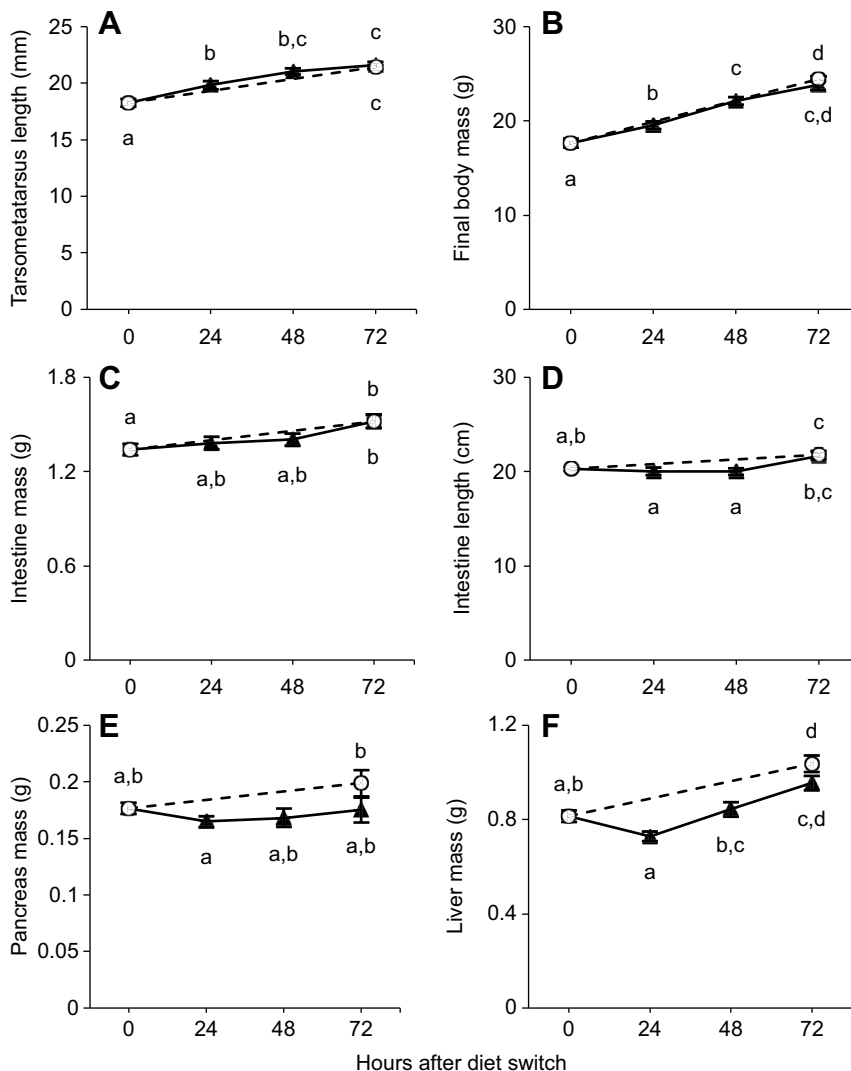 A
B
Tarsometatarsus length (mm)
25
20
15
10
5
0
a
b
b,c
c
c
0 24 48 72
Final body mass (g)
30
20
10
0
a
b
c
d
c,d
0 24 48 72
C
D
Intestine mass (g)
1.8
1.2
0.6
0
a
a,b
a,b
b
b
0 24 48 72
Intestine length (cm)
30
20
10
0
a,b
a
a
c
b,c
0 24 48 72
E
F
Pancreas mass (g)
0.25
0.2
0.15
0.1
0.05
0
a,b
a
a,b
b
a,b
0 24 48 72
Liver mass (g)
1.2
0.8
0.4
0
a,b
a
b,c
d
c,d
0 24 48 72
Hours after diet switch